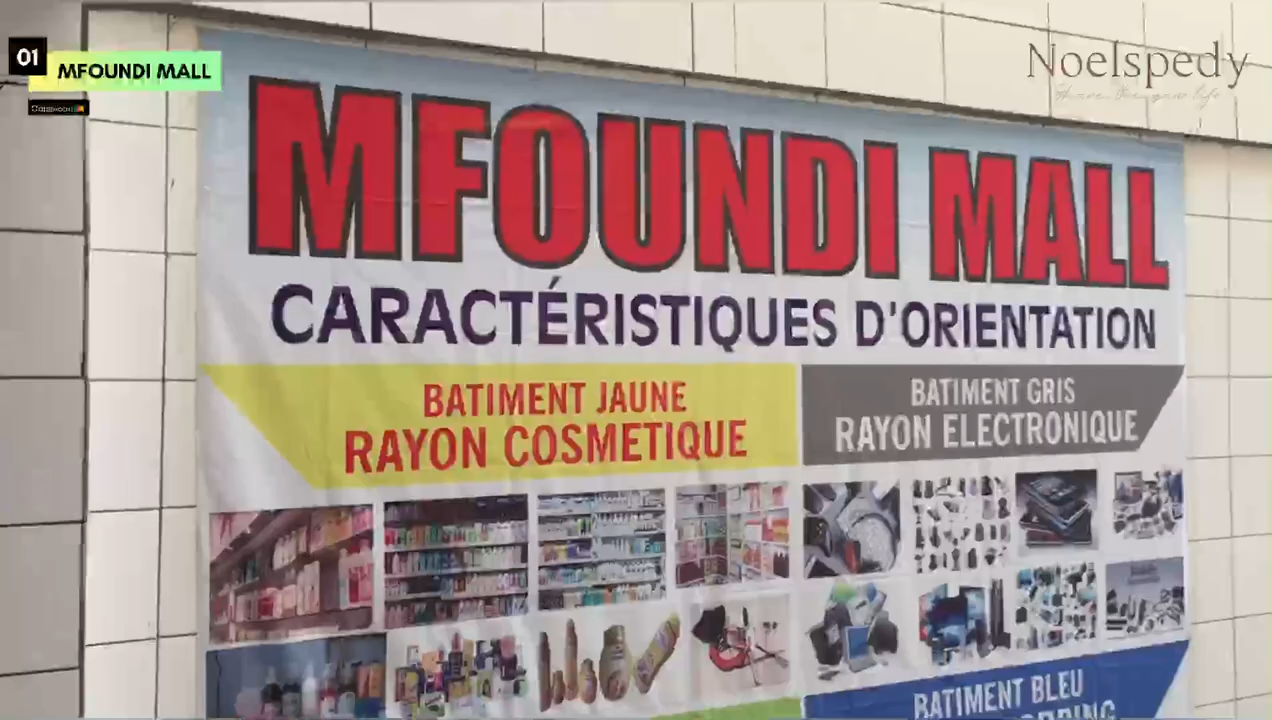 01
MFOUNDI MALL
Noelspedy
MFOUNDI MALL
CARACTÉRISTIQUES D'ORIENTATION
BATIMENT JAUNE
RAYON COSMETIQUE
BATIMENT GRIS
RAYON ELECTRONIQUE
BATIMENT BLEU